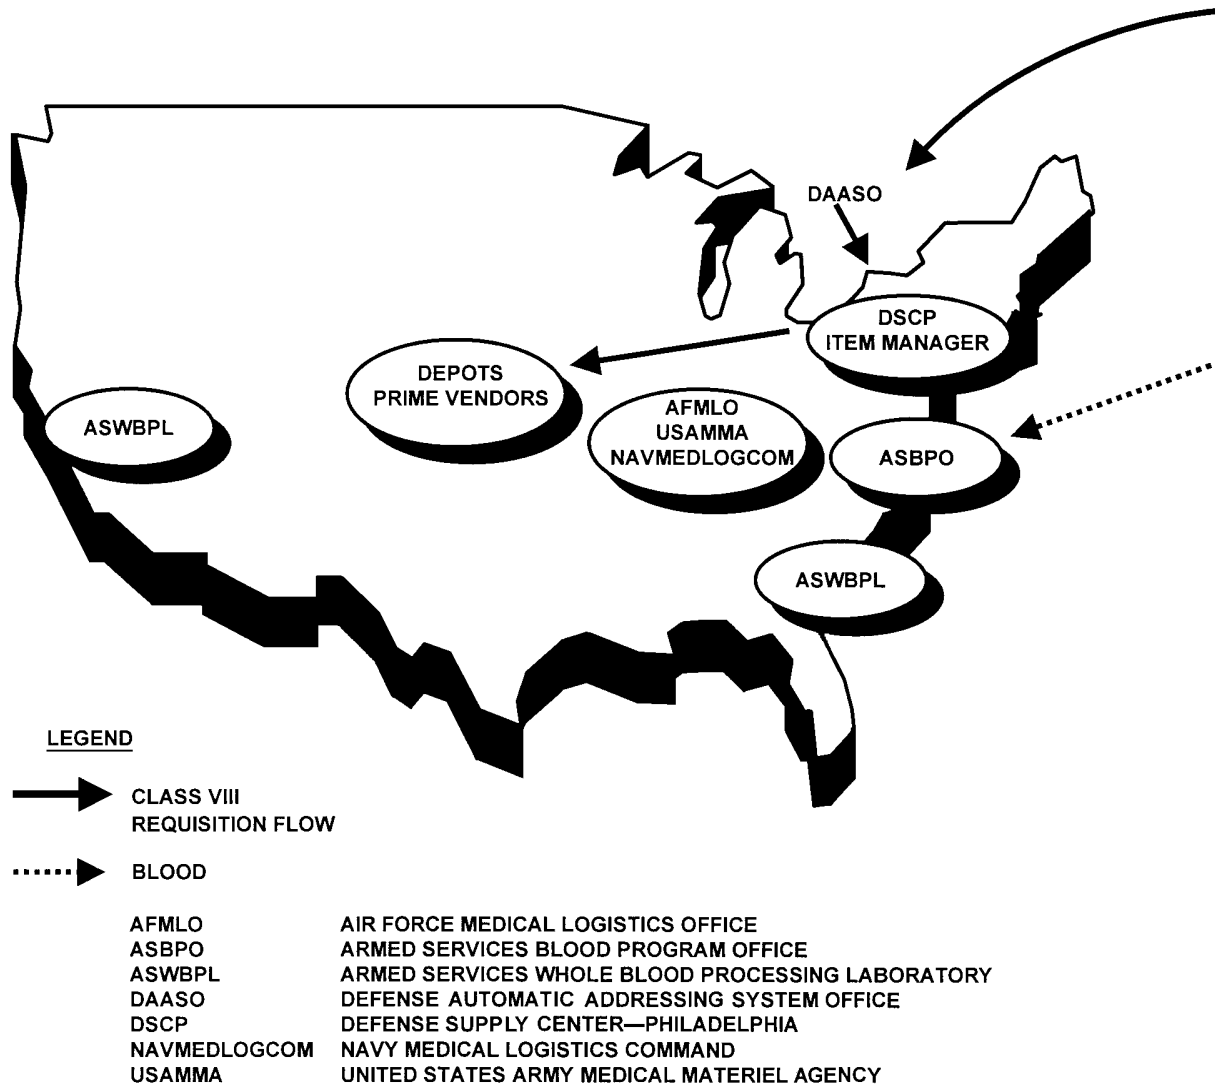 DAASO
DSCP
ITEM MANAGER
DEPOTS
PRIME VENDORS
AFMLO
USAMMA
NAVMEDLOGCOM
ASWBPL
ASBPO
ASWBPL
LEGEND
CLASS VIII
REQUISITION FLOW
BLOOD
AFMLO AIR FORCE MEDICAL LOGISTICS OFFICE
ASBPO ARMED SERVICES BLOOD PROGRAM OFFICE
ASWBPL ARMED SERVICES WHOLE BLOOD PROCESSING LABORATORY
DAASO DEFENSE AUTOMATIC ADDRESSING SYSTEM OFFICE
DSCP DEFENSE SUPPLY CENTER—PHILADELPHIA
NAVMEDLOGCOM NAVY MEDICAL LOGISTICS COMMAND
USAMMA UNITED STATES ARMY MEDICAL MATERIEL AGENCY